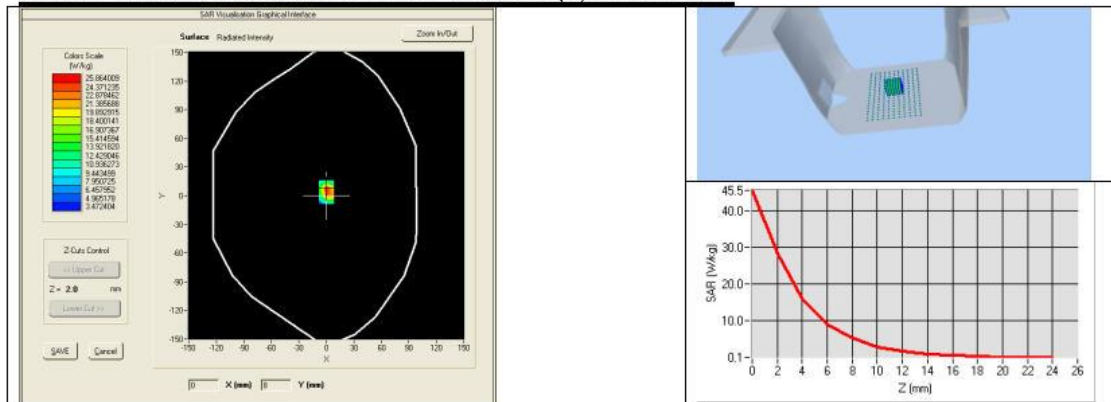 SAR Visualisation Graphical Interface
Surface Radiated Intensity
Zoom In/Out
Colors Scale
(W/kg)
25.864009
24.371235
22.878462
21.385688
19.892915
18.400141
16.907367
15.414594
13.921820
12.429046
10.936273
9.443499
7.950725
6.457952
4.965178
3.472404
Z-Cuts Control
<< Upper Cut
Z = 2.0 mm
Lower Cut >>
SAVE Cancel
150
120
90
60
30
0
-30
-60
-90
-120
-150
Y
-150 -120 -90 -60 -30 0 30 60 90 120 150
X
0 X (mm) 8 Y (mm)
45.5
40.0
30.0
20.0
10.0
0.1
SAR (W/kg)
0 2 4 6 8 10 12 14 16 18 20 22 24 26
Z (mm)